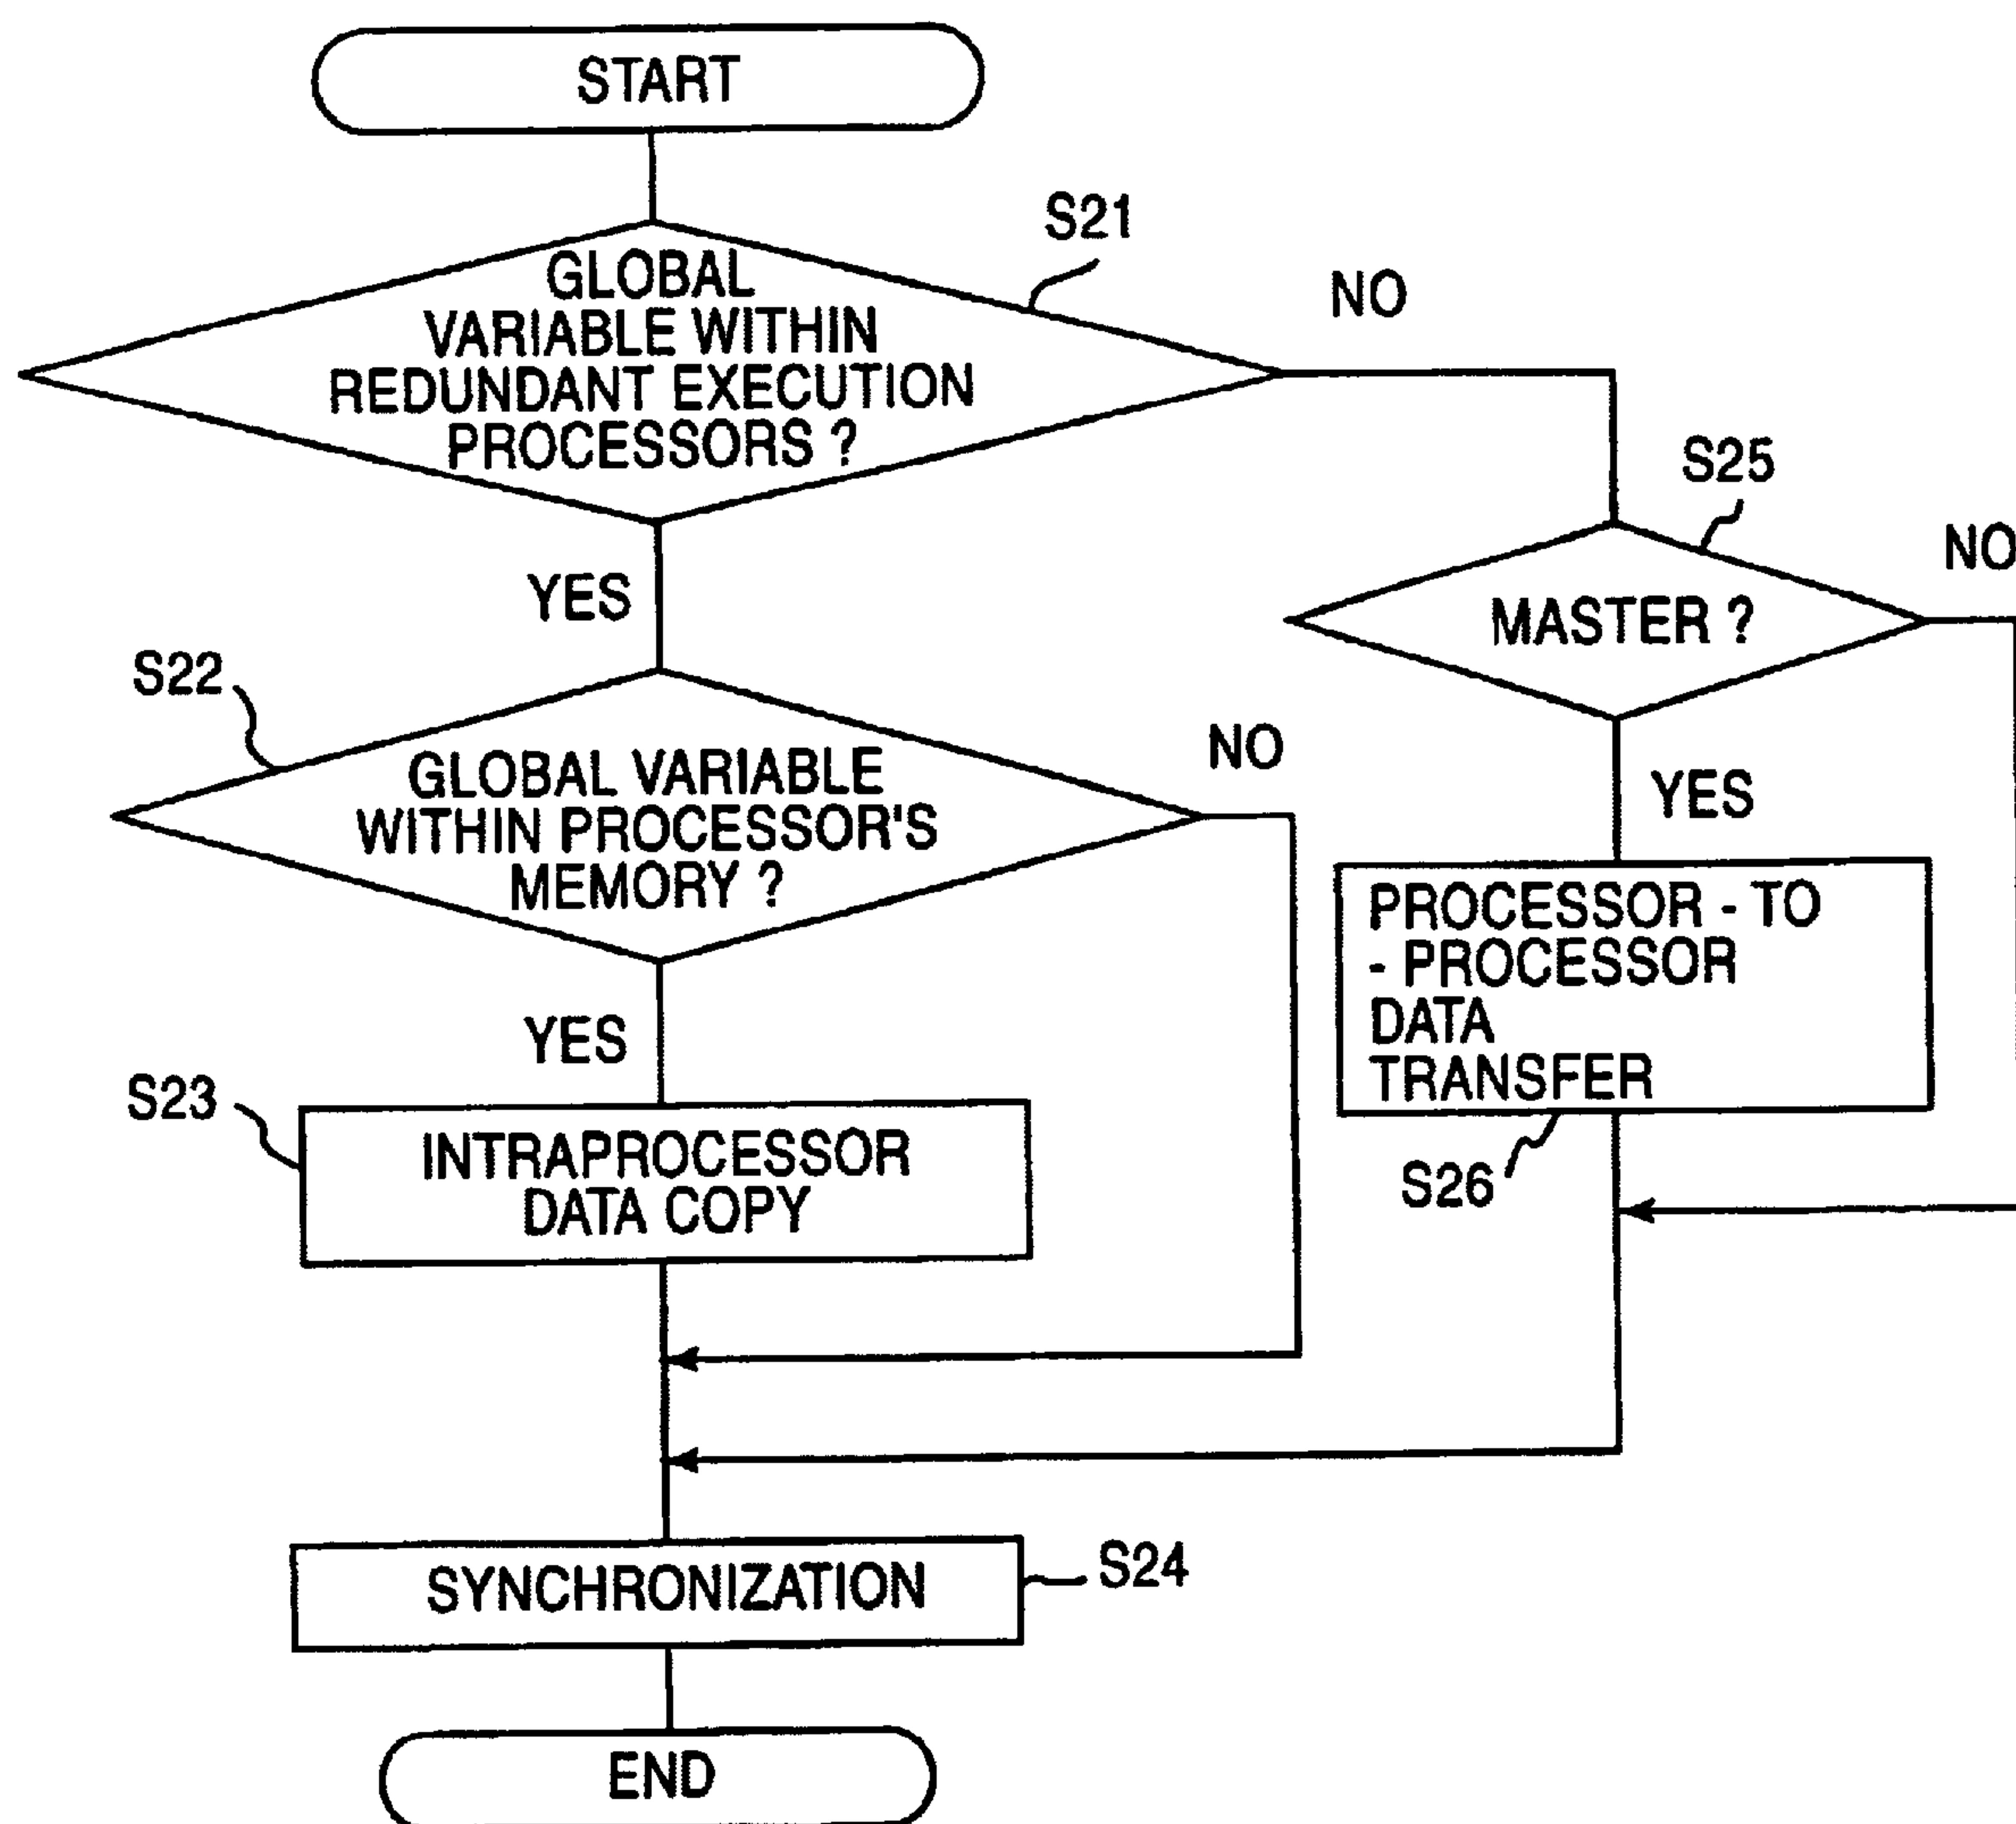 START
S21
GLOBAL
VARIABLE WITHIN
REDUNDANT EXECUTION
PROCESSORS ?
NO
YES
S25
MASTER ?
NO
YES
S22
GLOBAL VARIABLE
WITHIN PROCESSOR'S
MEMORY ?
NO
YES
PROCESSOR - TO
- PROCESSOR
DATA
TRANSFER
S26
S23
INTRAPROCESSOR
DATA COPY
SYNCHRONIZATION
S24
END